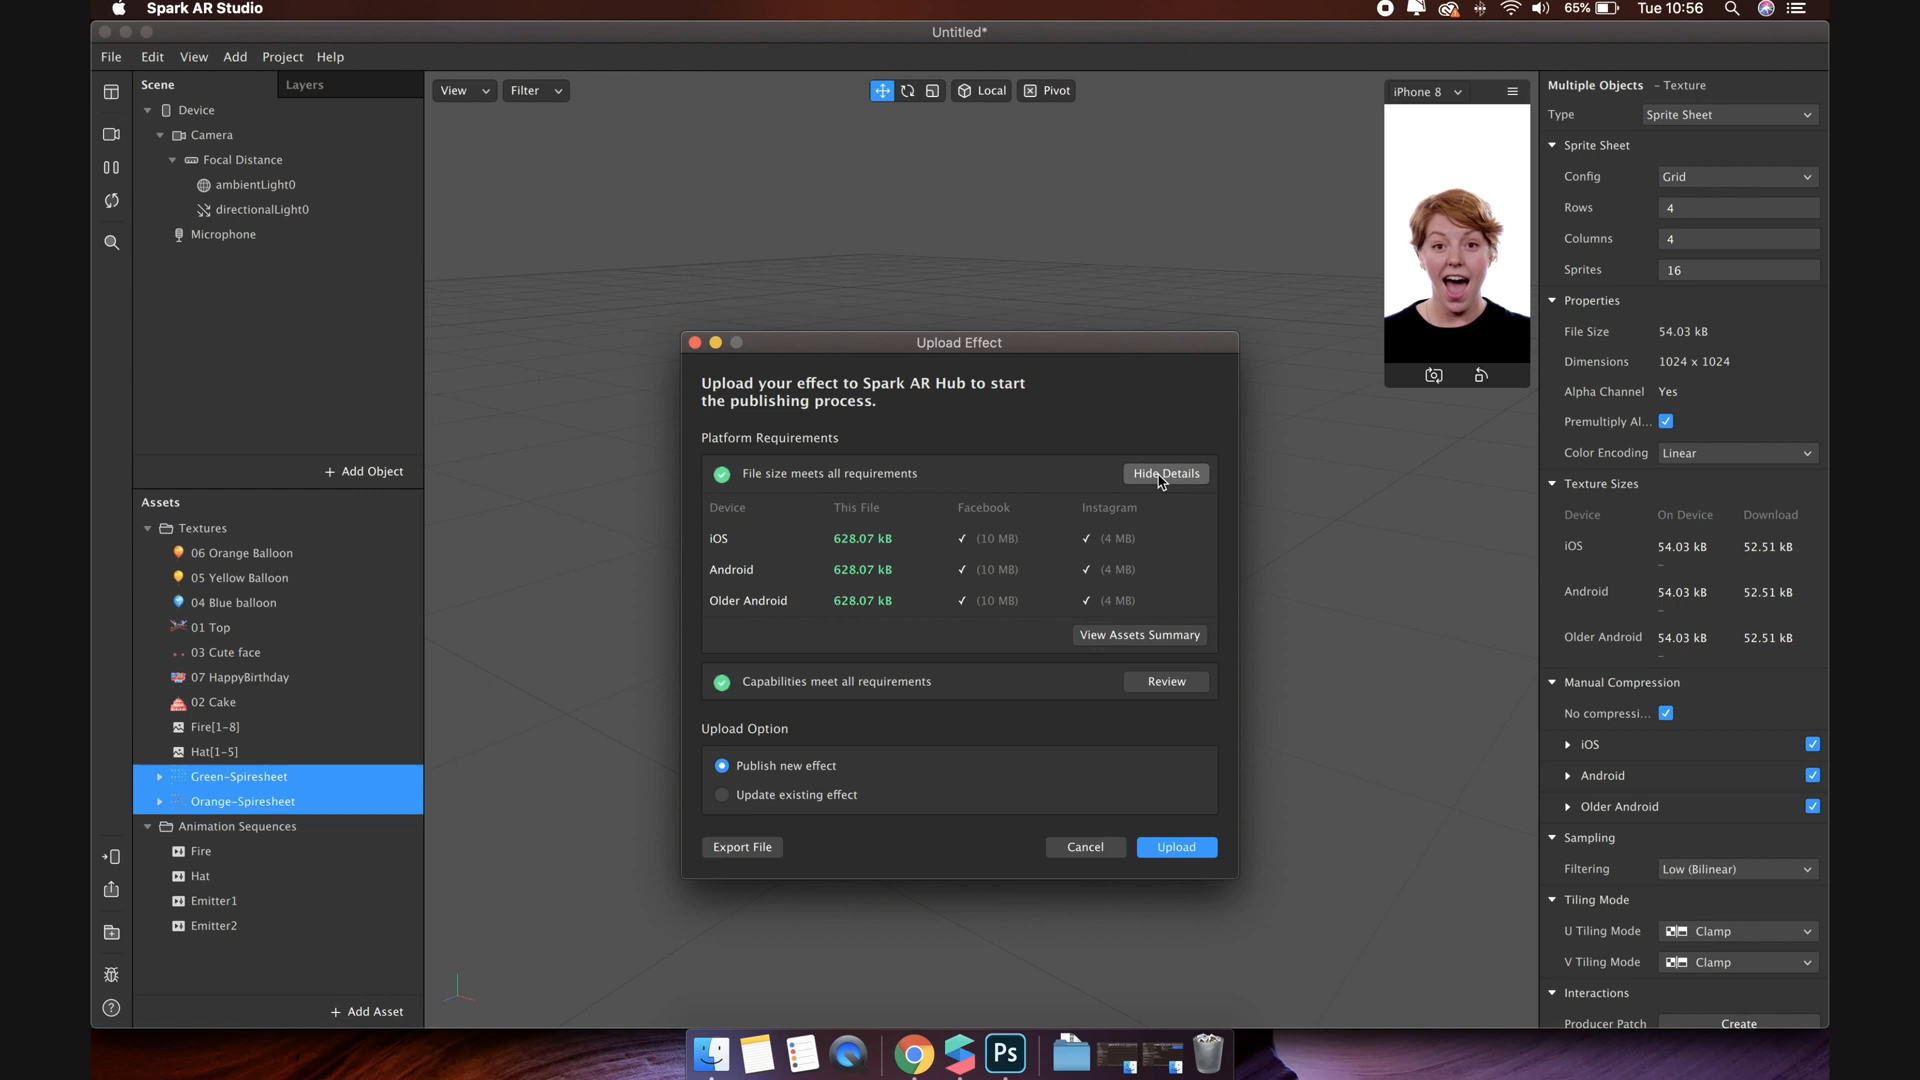 Spark AR Studio
65%
Tue 10:56
Untitled*
File Edit View Add Project Help
Scene Layers
Device
Camera
Focal Distance
ambientLight0
directionalLight0
Microphone
+ Add Object
Assets
Textures
06 Orange Balloon
05 Yellow Balloon
04 Blue balloon
01 Top
03 Cute face
07 HappyBirthday
02 Cake
Fire[1-8]
Hat[1-5]
Green-Spiresheet
Orange-Spiresheet
Animation Sequences
Fire
Hat
Emitter1
Emitter2
+ Add Asset
View Filter Local Pivot
iPhone 8
Upload Effect
Upload your effect to Spark AR Hub to start
the publishing process.
Platform Requirements
File size meets all requirements Hide Details
Device This File Facebook Instagram
iOS 628.07 kB ✓ (10 MB) ✓ (4 MB)
Android 628.07 kB ✓ (10 MB) ✓ (4 MB)
Older Android 628.07 kB ✓ (10 MB) ✓ (4 MB)
View Assets Summary
Capabilities meet all requirements Review
Upload Option
Publish new effect
Update existing effect
Export File Cancel Upload
Multiple Objects - Texture
Type Sprite Sheet
Sprite Sheet
Config Grid
Rows 4
Columns 4
Sprites 16
Properties
File Size 54.03 kB
Dimensions 1024 x 1024
Alpha Channel Yes
Premultiply Al...
Color Encoding Linear
Texture Sizes
Device On Device Download
iOS 54.03 kB 52.51 kB
–
Android 54.03 kB 52.51 kB
–
Older Android 54.03 kB 52.51 kB
–
Manual Compression
No compressi...
iOS
Android
Older Android
Sampling
Filtering Low (Bilinear)
Tiling Mode
U Tiling Mode Clamp
V Tiling Mode Clamp
Interactions
Producer Patch Create
Ps